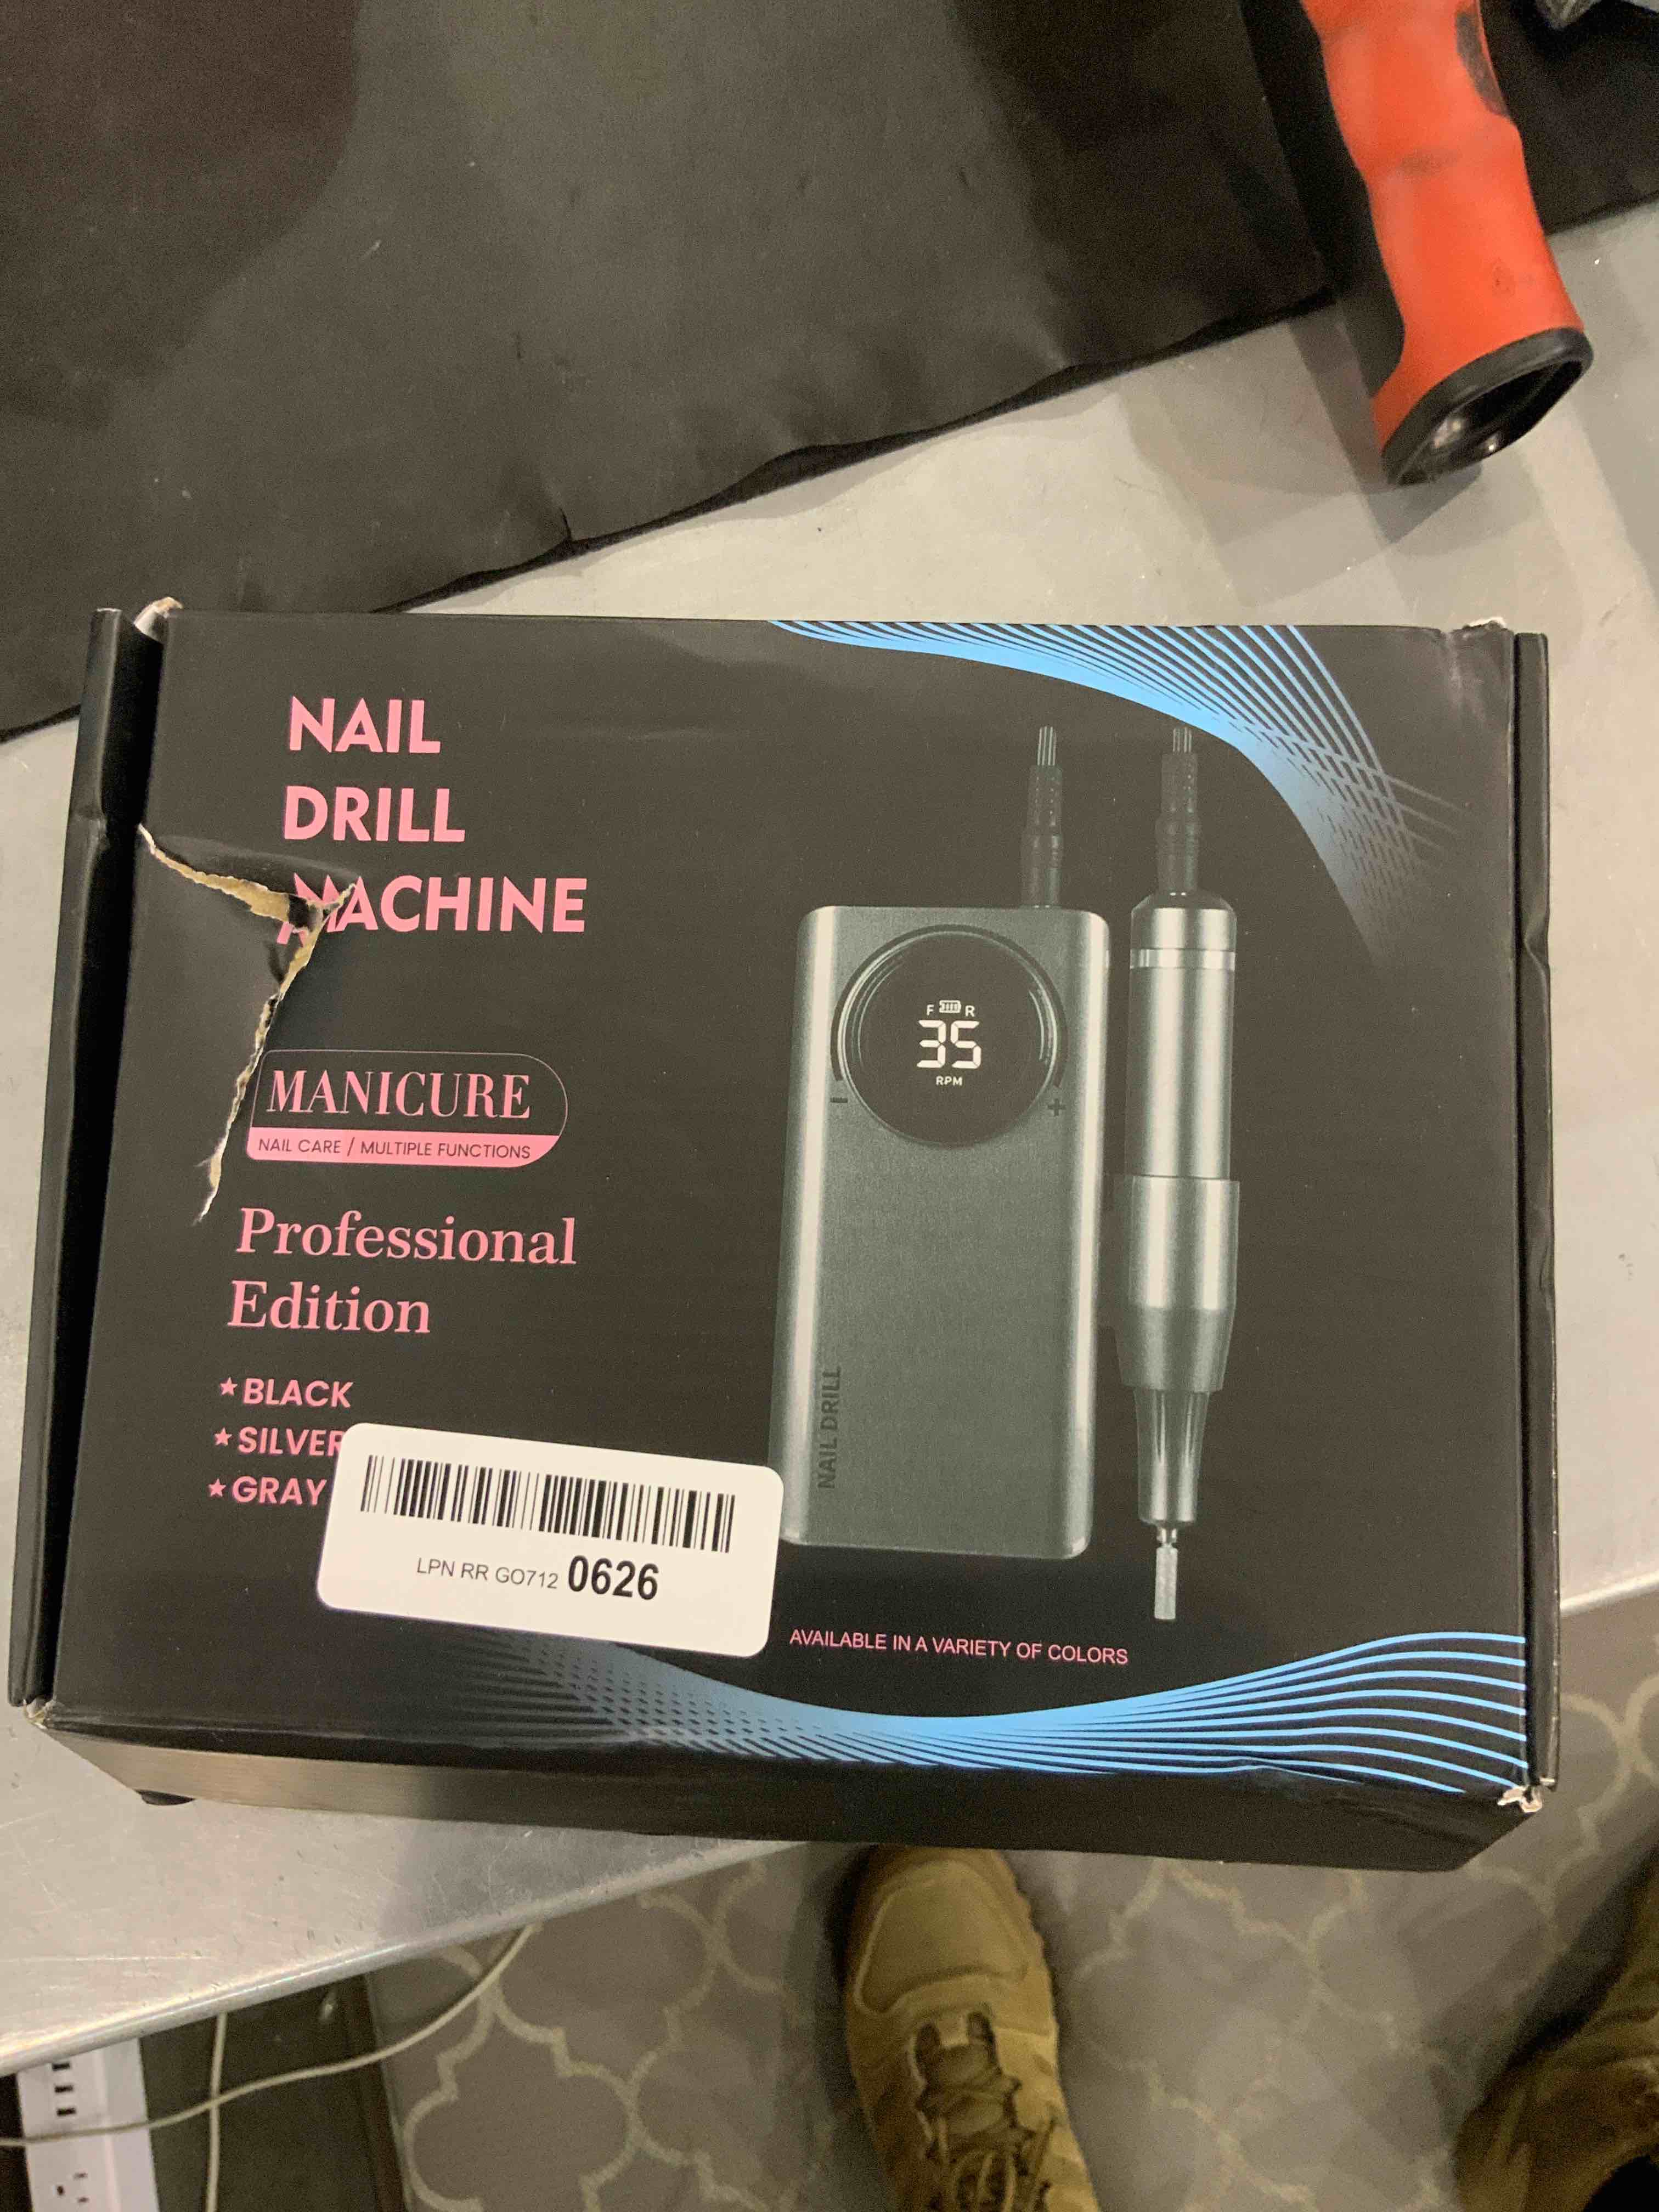 NAIL
DRILL
MACHINE
MANICURE
NAIL CARE / MULTIPLE FUNCTIONS
Professional
Edition
★ BLACK
★ SILVER
★ GRAY
LPN RR GO712 0626
F R
35
RPM
- +
NAIL DRILL
AVAILABLE IN A VARIETY OF COLORS